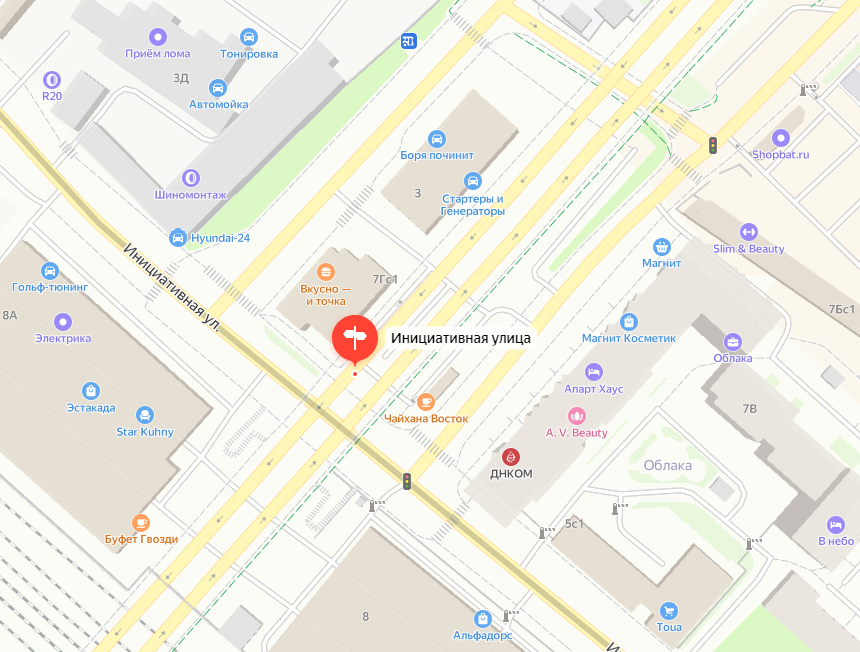 Приём лома
Тонировка
3Д
R20
Автомойка
Боря починит
Shopbat.ru
Шиномонтаж
3
Стартеры и
Генераторы
Hyundai-24
Slim & Beauty
Магнит
Инициативная ул.
Гольф-тюнинг
Вкусно —
и точка
7Гс1
8А
7Бс1
Электрика
Инициативная улица
Магнит Косметик
Облака
Апарт Хаус
Эстакада
Star Kuhny
Чайхана Восток
7В
A. V. Beauty
Облака
ДНКОМ
5с1
Буфет Гвозди
В небо
8
Альфадорс
Toua
И